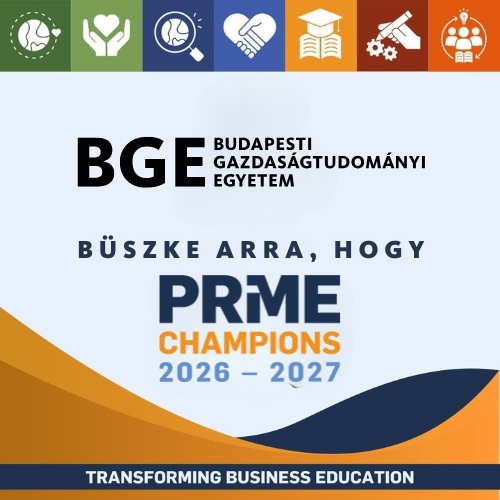 BGE
BUDAPESTI
GAZDASÁGTUDOMÁNYI
EGYETEM
BÜSZKE ARRA, HOGY
PRME
CHAMPIONS
2026 – 2027
TRANSFORMING BUSINESS EDUCATION